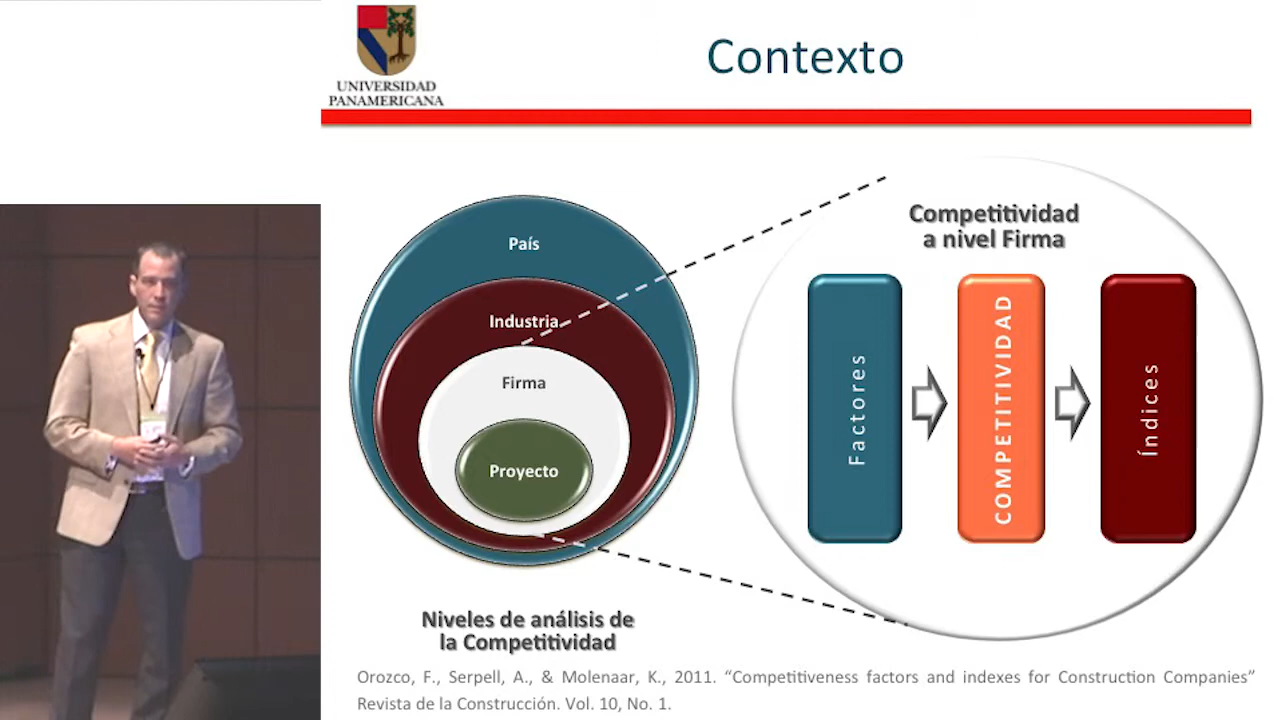 UNIVERSIDAD
PANAMERICANA
Contexto
País
Industria
Firma
Proyecto
Niveles de análisis de
la Competitividad
Competitividad
a nivel Firma
Factores
COMPETITIVIDAD
Índices
Orozco, F., Serpell, A., & Molenaar, K., 2011. “Competitiveness factors and indexes for Construction Companies”
Revista de la Construcción. Vol. 10, No. 1.